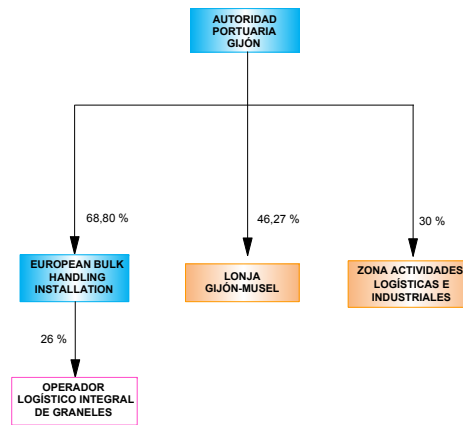 AUTORIDAD
PORTUARIA
GIJÓN
68,80 %
46,27 %
30 %
EUROPEAN BULK
HANDLING
INSTALLATION
LONJA
GIJÓN-MUSEL
ZONA ACTIVIDADES
LOGÍSTICAS E
INDUSTRIALES
26 %
OPERADOR
LOGÍSTICO INTEGRAL
DE GRANELES